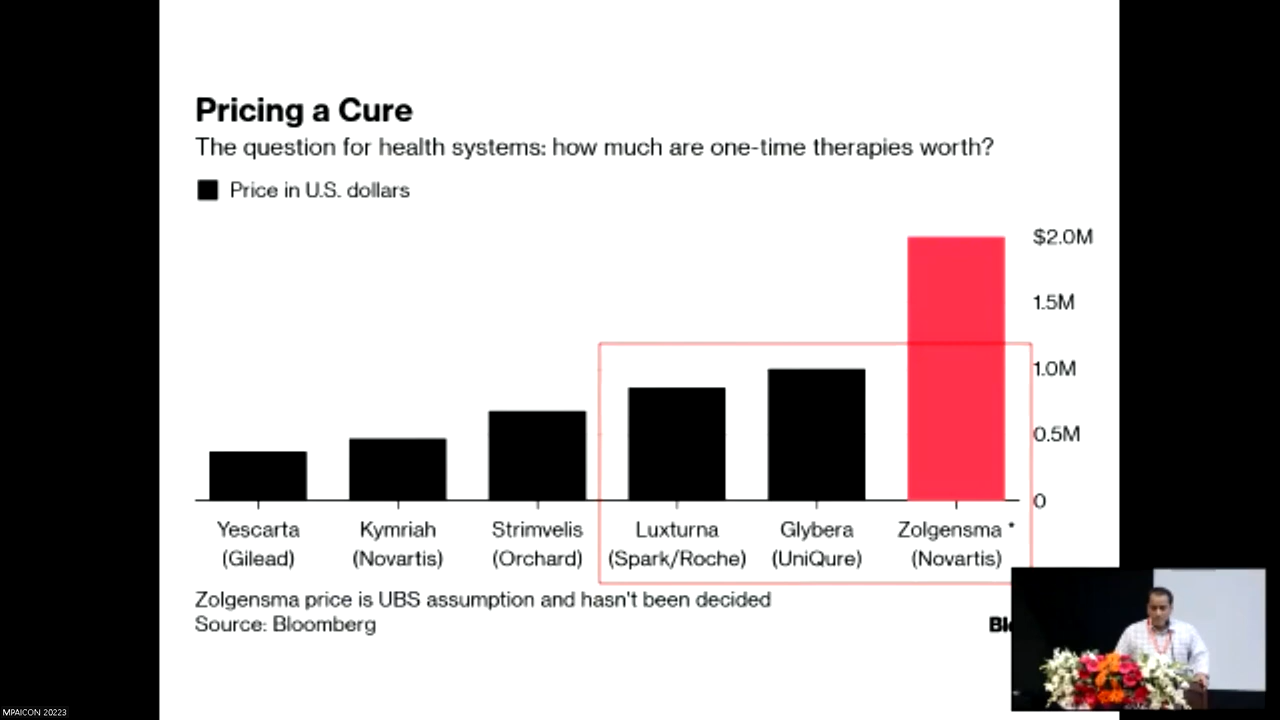 Pricing a Cure
The question for health systems: how much are one-time therapies worth?
Price in U.S. dollars
$2.0M
1.5M
1.0M
0.5M
0
Yescarta
(Gilead)
Kymriah
(Novartis)
Strimvelis
(Orchard)
Luxturna
(Spark/Roche)
Glybera
(UniQure)
Zolgensma *
(Novartis)
Zolgensma price is UBS assumption and hasn't been decided
Source: Bloomberg
MPAICON 20223